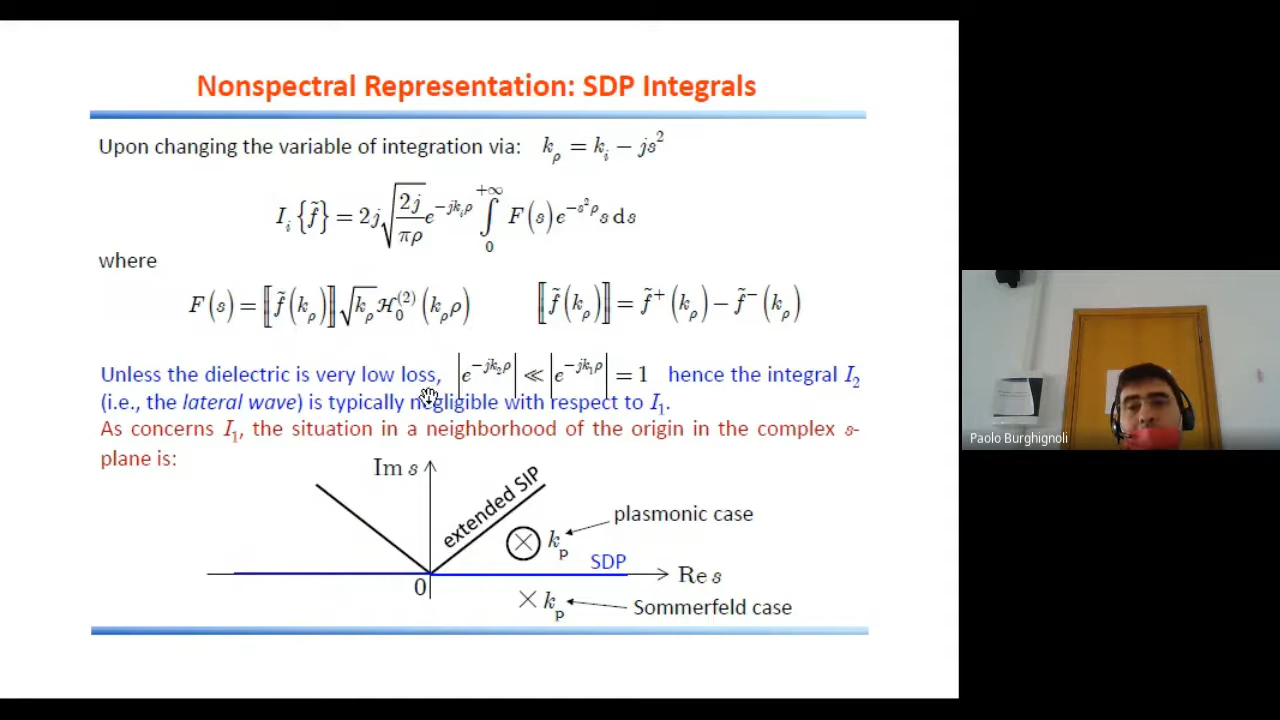 Nonspectral Representation: SDP Integrals
Upon changing the variable of integration via: k_ρ = k_i − js²
I_i{f̃} = 2j√(2j/πρ) e^{−jk_iρ} ∫_0^{+∞} F(s)e^{−s²ρ} s ds
where
F(s) = ⟦f̃(k_ρ)⟧√k_ρ ℋ_0^{(2)}(k_ρρ) ⟦f̃(k_ρ)⟧ = f̃⁺(k_ρ) − f̃⁻(k_ρ)
Unless the dielectric is very low loss, |e^{−jk_2ρ}| ≪ |e^{−jk_1ρ}| = 1 hence the integral I_2
(i.e., the lateral wave) is typically negligible with respect to I_1.
As concerns I_1, the situation in a neighborhood of the origin in the complex s-
plane is:
Im s
extended SIP
plasmonic case
k_p
SDP
Re s
0
k_p
Sommerfeld case
Paolo Burghignoli